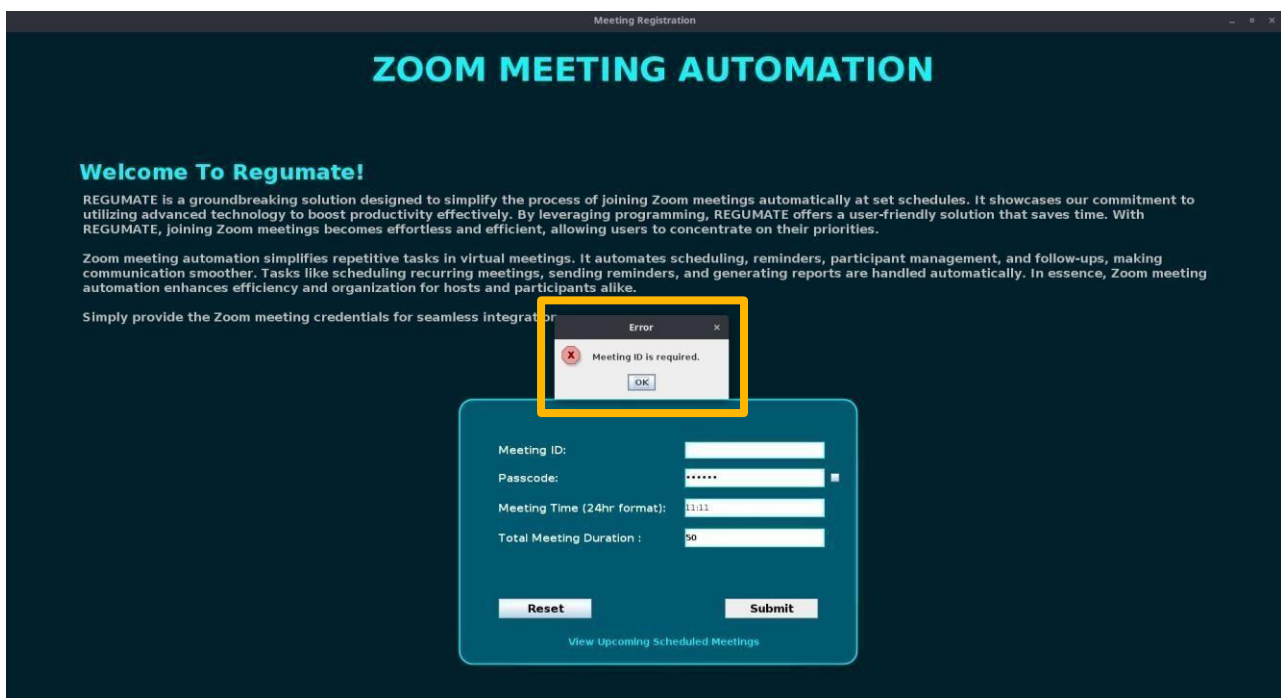 Meeting Registration
ZOOM MEETING AUTOMATION
Welcome To Regumate!
REGUMATE is a groundbreaking solution designed to simplify the process of joining Zoom meetings automatically at set schedules. It showcases our commitment to
utilizing advanced technology to boost productivity effectively. By leveraging programming, REGUMATE offers a user-friendly solution that saves time. With
REGUMATE, joining Zoom meetings becomes effortless and efficient, allowing users to concentrate on their priorities.
Zoom meeting automation simplifies repetitive tasks in virtual meetings. It automates scheduling, reminders, participant management, and follow-ups, making
communication smoother. Tasks like scheduling recurring meetings, sending reminders, and generating reports are handled automatically. In essence, Zoom meeting
automation enhances efficiency and organization for hosts and participants alike.
Simply provide the Zoom meeting credentials for seamless integration
Error
Meeting ID is required.
OK
Meeting ID:
Passcode: ••••••
Meeting Time (24hr format): 11:11
Total Meeting Duration : 50
Reset Submit
View Upcoming Scheduled Meetings